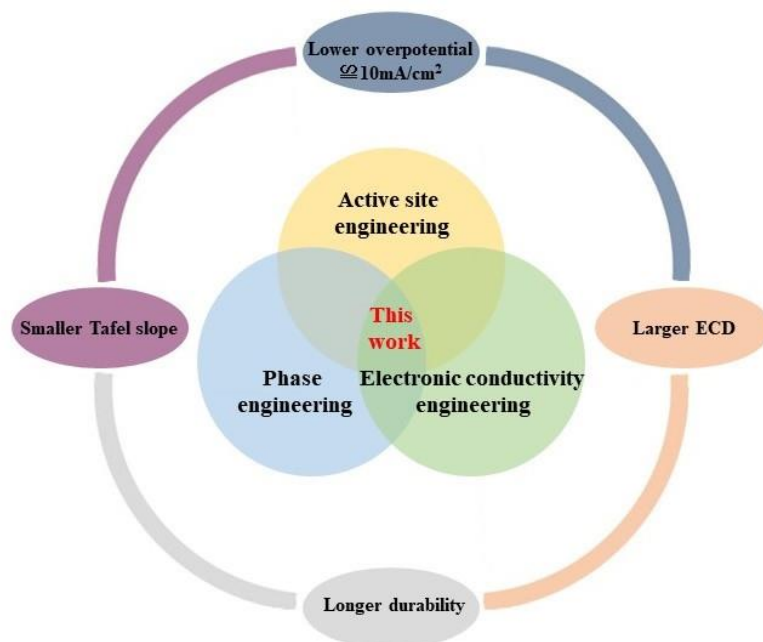 Lower overpotential
≌10mA/cm²
Active site
engineering
Smaller Tafel slope
This
work
Larger ECD
Phase
engineering
Electronic conductivity
engineering
Longer durability